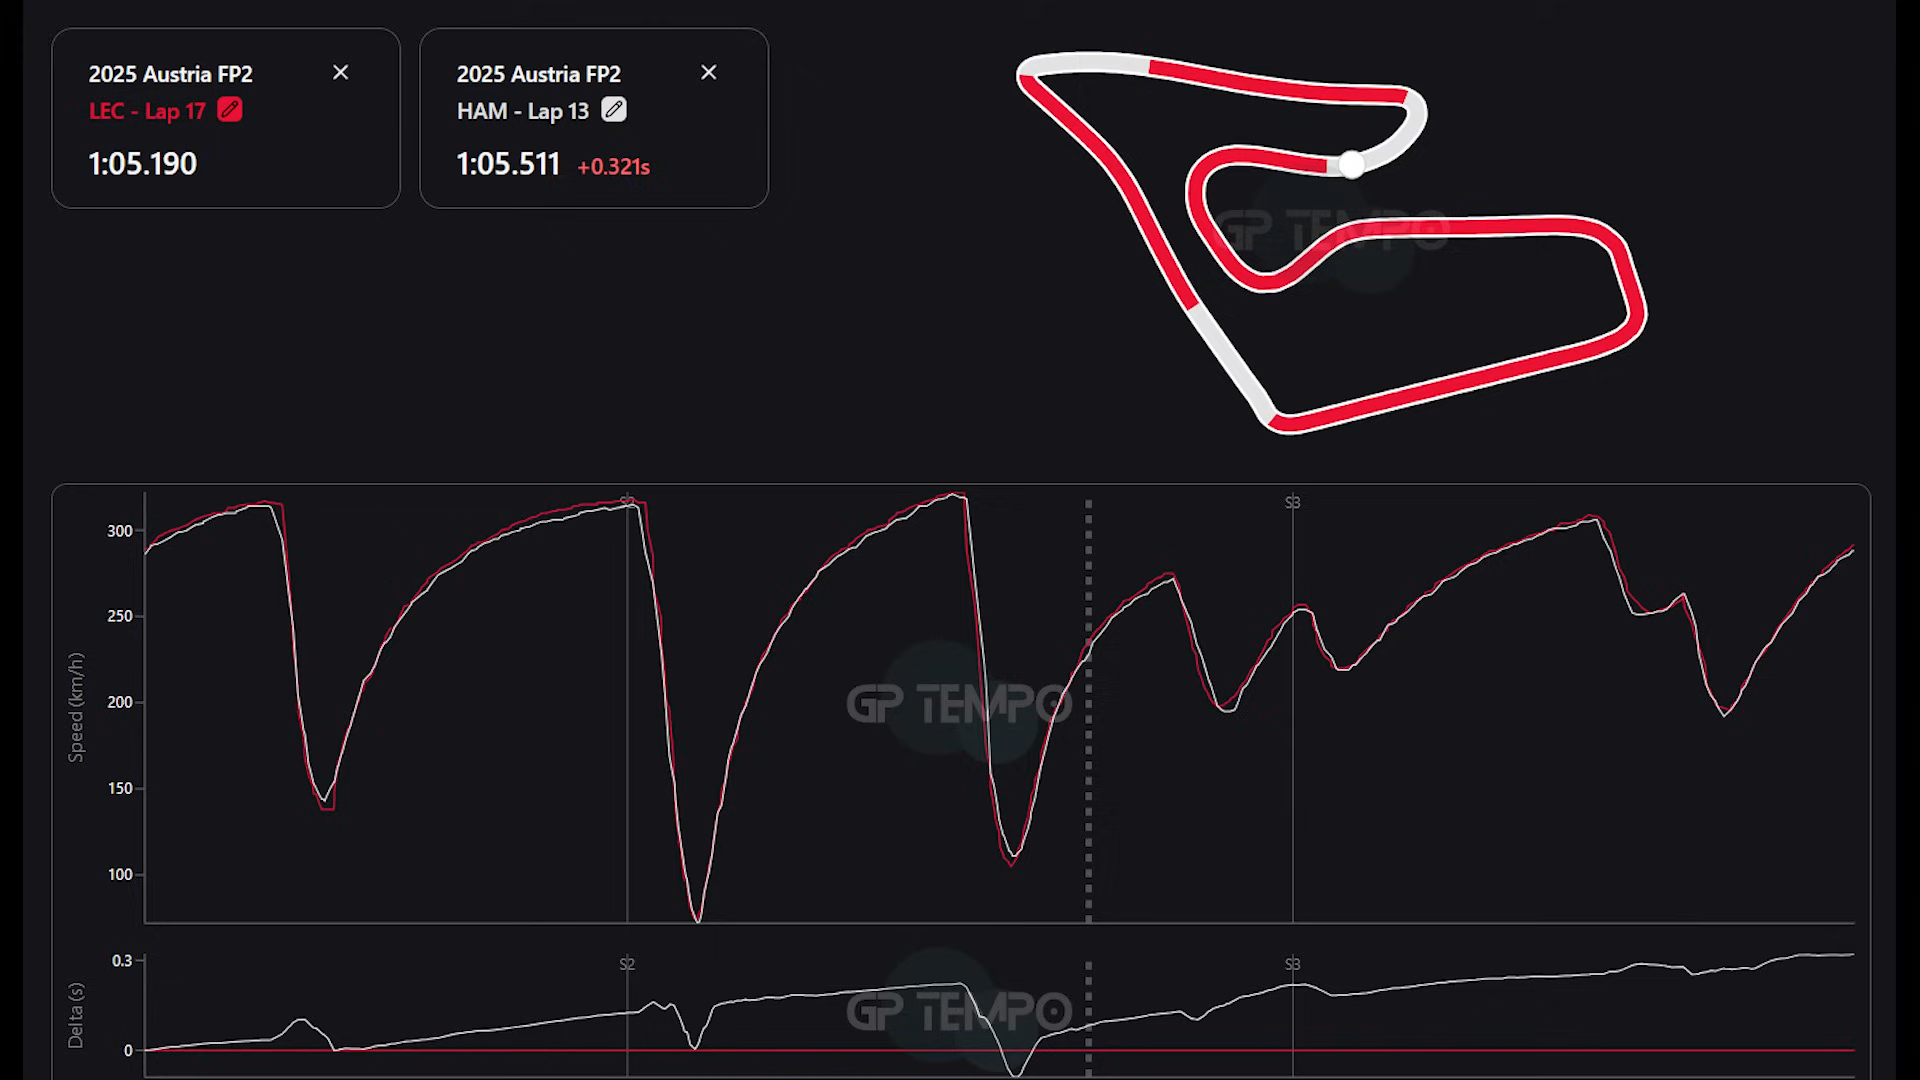 2025 Austria FP2
LEC - Lap 17
1:05.190
2025 Austria FP2
HAM - Lap 13
1:05.511 +0.321s
GP TEMPO
S2
S3
300
250
200
150
100
Speed (km/h)
GP TEMPO
0.3
0
Delta (s)
S2
S3
GP TEMPO